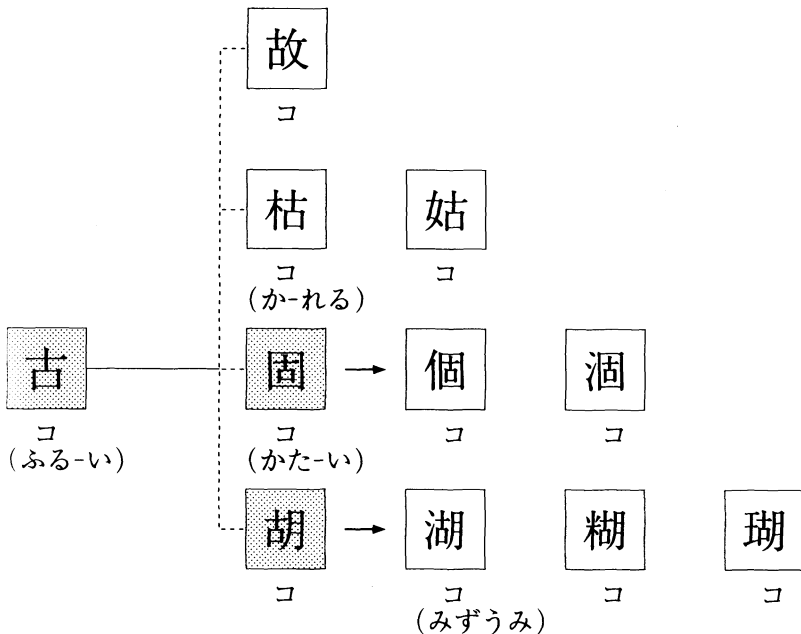 故
コ
枯 姑
コ コ
(か-れる)
古 固 個 涸
コ コ コ コ
(ふる-い) (かた-い)
胡 湖 糊 瑚
コ コ コ コ
(みずうみ)